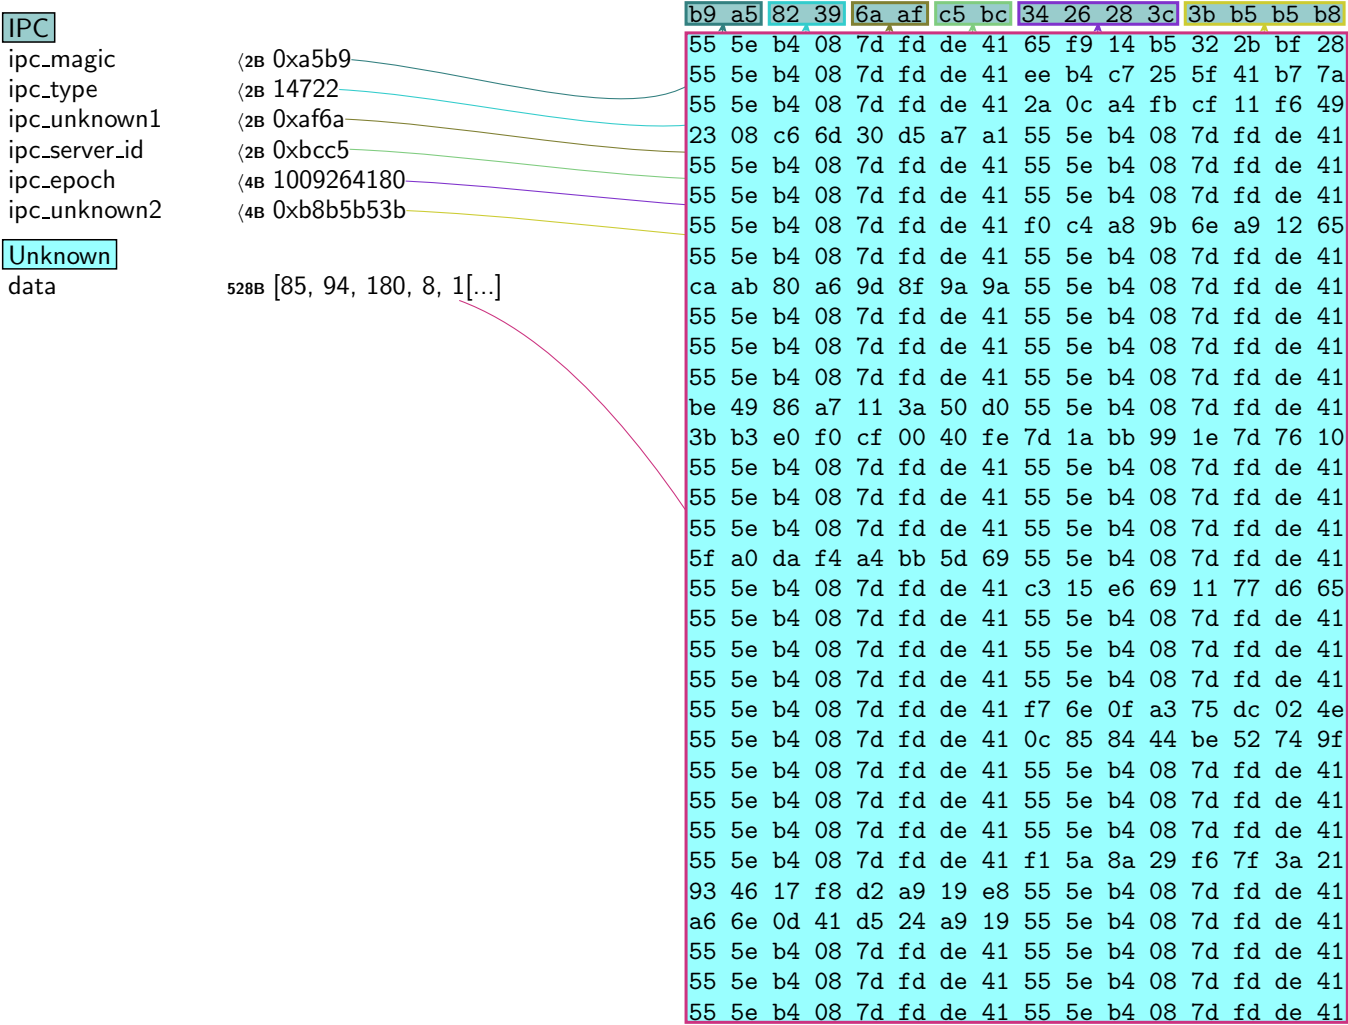 IPC
ipc_magic ⟨2B 0xa5b9
ipc_type ⟨2B 14722
ipc_unknown1 ⟨2B 0xaf6a
ipc_server_id ⟨2B 0xbcc5
ipc_epoch ⟨4B 1009264180
ipc_unknown2 ⟨4B 0xb8b5b53b
Unknown
data 528B [85, 94, 180, 8, 1[...]
b9 a5 82 39 6a af c5 bc 34 26 28 3c 3b b5 b5 b8
55 5e b4 08 7d fd de 41 65 f9 14 b5 32 2b bf 28
55 5e b4 08 7d fd de 41 ee b4 c7 25 5f 41 b7 7a
55 5e b4 08 7d fd de 41 2a 0c a4 fb cf 11 f6 49
23 08 c6 6d 30 d5 a7 a1 55 5e b4 08 7d fd de 41
55 5e b4 08 7d fd de 41 55 5e b4 08 7d fd de 41
55 5e b4 08 7d fd de 41 55 5e b4 08 7d fd de 41
55 5e b4 08 7d fd de 41 f0 c4 a8 9b 6e a9 12 65
55 5e b4 08 7d fd de 41 55 5e b4 08 7d fd de 41
ca ab 80 a6 9d 8f 9a 9a 55 5e b4 08 7d fd de 41
55 5e b4 08 7d fd de 41 55 5e b4 08 7d fd de 41
55 5e b4 08 7d fd de 41 55 5e b4 08 7d fd de 41
55 5e b4 08 7d fd de 41 55 5e b4 08 7d fd de 41
be 49 86 a7 11 3a 50 d0 55 5e b4 08 7d fd de 41
3b b3 e0 f0 cf 00 40 fe 7d 1a bb 99 1e 7d 76 10
55 5e b4 08 7d fd de 41 55 5e b4 08 7d fd de 41
55 5e b4 08 7d fd de 41 55 5e b4 08 7d fd de 41
55 5e b4 08 7d fd de 41 55 5e b4 08 7d fd de 41
5f a0 da f4 a4 bb 5d 69 55 5e b4 08 7d fd de 41
55 5e b4 08 7d fd de 41 c3 15 e6 69 11 77 d6 65
55 5e b4 08 7d fd de 41 55 5e b4 08 7d fd de 41
55 5e b4 08 7d fd de 41 55 5e b4 08 7d fd de 41
55 5e b4 08 7d fd de 41 55 5e b4 08 7d fd de 41
55 5e b4 08 7d fd de 41 f7 6e 0f a3 75 dc 02 4e
55 5e b4 08 7d fd de 41 0c 85 84 44 be 52 74 9f
55 5e b4 08 7d fd de 41 55 5e b4 08 7d fd de 41
55 5e b4 08 7d fd de 41 55 5e b4 08 7d fd de 41
55 5e b4 08 7d fd de 41 55 5e b4 08 7d fd de 41
55 5e b4 08 7d fd de 41 f1 5a 8a 29 f6 7f 3a 21
93 46 17 f8 d2 a9 19 e8 55 5e b4 08 7d fd de 41
a6 6e 0d 41 d5 24 a9 19 55 5e b4 08 7d fd de 41
55 5e b4 08 7d fd de 41 55 5e b4 08 7d fd de 41
55 5e b4 08 7d fd de 41 55 5e b4 08 7d fd de 41
55 5e b4 08 7d fd de 41 55 5e b4 08 7d fd de 41